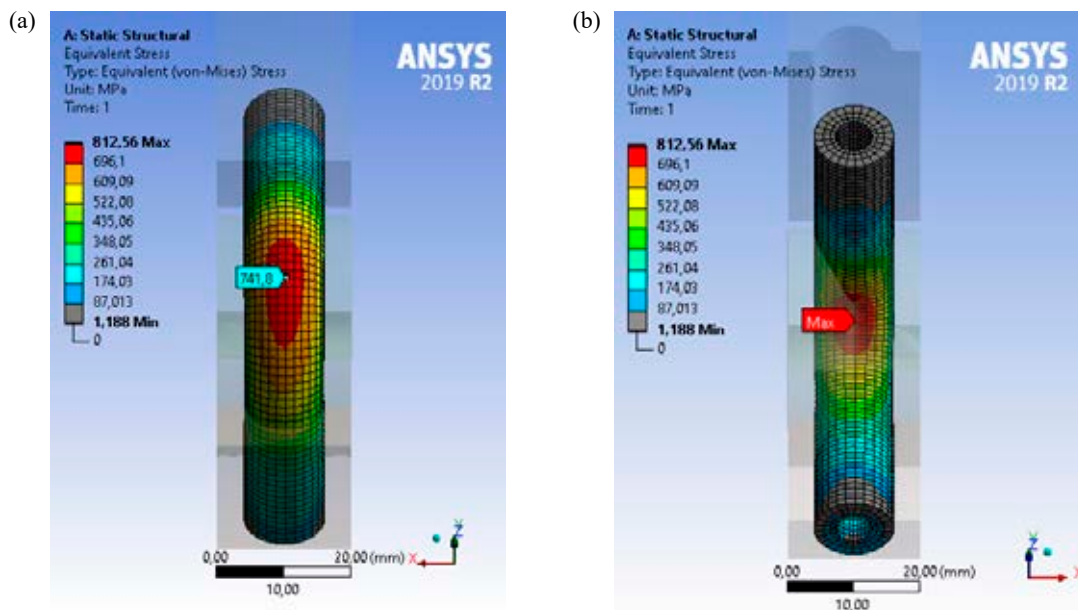 (a)
A: Static Structural
Equivalent Stress
Type: Equivalent (von-Mises) Stress
Unit: MPa
Time: 1
ANSYS
2019 R2
812,56 Max
696,1
609,09
522,08
435,06
348,05
261,04
174,03
87,013
1,188 Min
0
741,8
Y
Z
X
0,00
20,00 (mm)
10,00
(b)
A: Static Structural
Equivalent Stress
Type: Equivalent (von-Mises) Stress
Unit: MPa
Time: 1
ANSYS
2019 R2
812,56 Max
696,1
609,09
522,08
435,06
348,05
261,04
174,03
87,013
1,188 Min
0
Max
Y
Z
X
0,00
20,00 (mm)
10,00